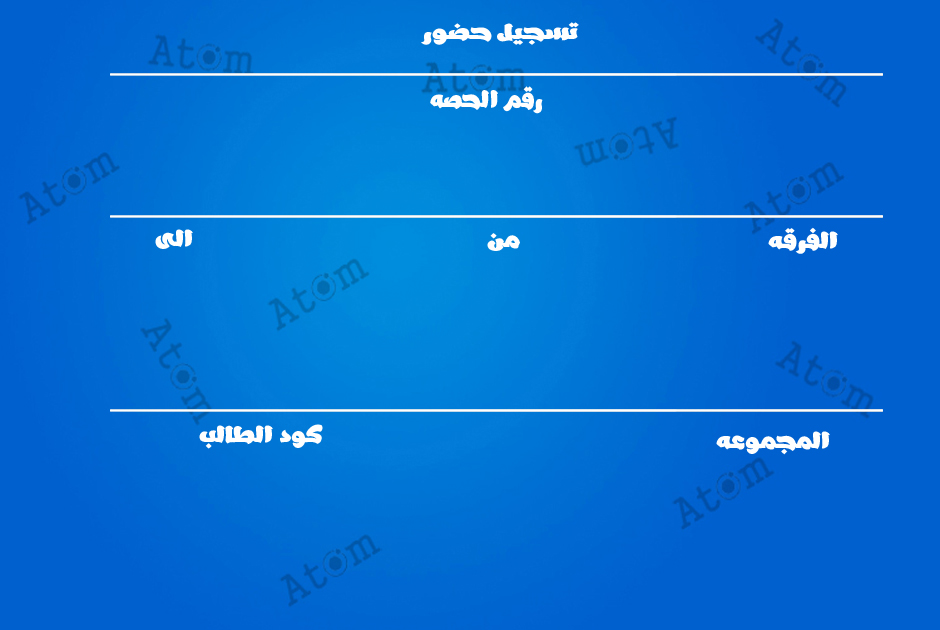 تسجيل حضور
Atom Atom Atom
رقم الحصه
Atom
Atom Atom
الفرقه من الى
Atom
Atom Atom
المجموعه كود الطالب
Atom
Atom